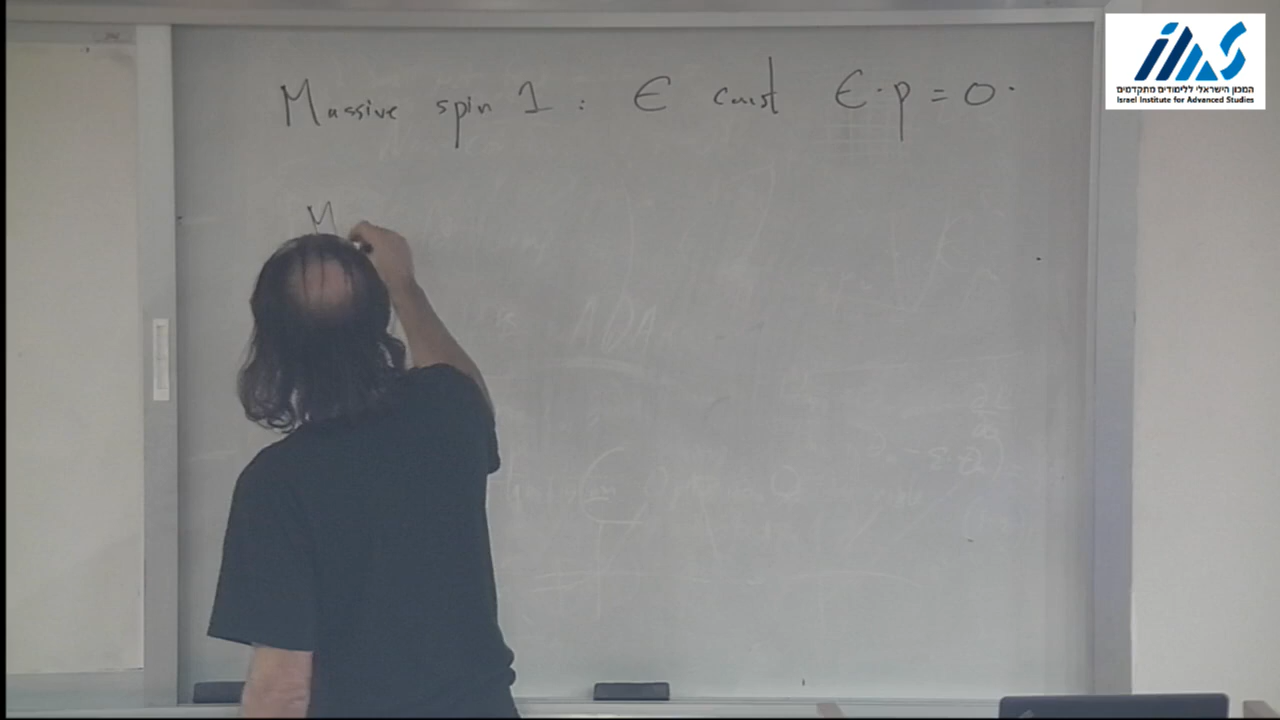 Massive spin 1 : ∈ const ∈·p = 0.
M
המכון הישראלי ללימודים מתקדמים
Israel Institute for Advanced Studies